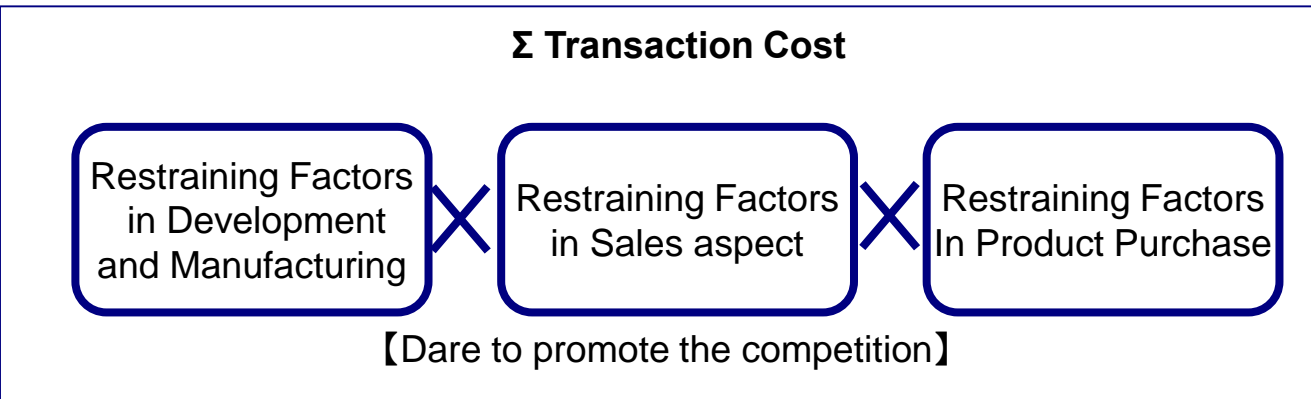 Σ Transaction Cost
Restraining Factors
in Development
and Manufacturing
Restraining Factors
in Sales aspect
Restraining Factors
In Product Purchase
【Dare to promote the competition】